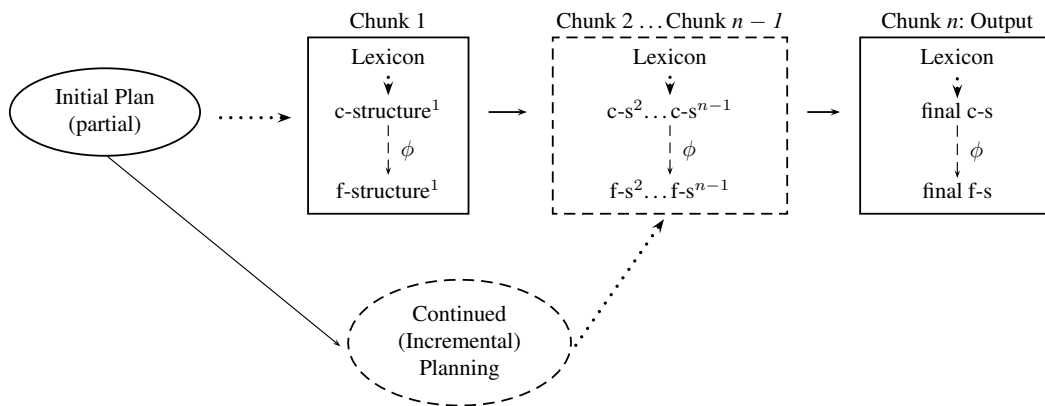 Chunk 1
Chunk 2 … Chunk n − 1
Chunk n: Output
Initial Plan
(partial)
Lexicon
c-structure¹
ϕ
f-structure¹
Lexicon
c-s²…c-sⁿ⁻¹
ϕ
f-s²…f-sⁿ⁻¹
Lexicon
final c-s
ϕ
final f-s
Continued
(Incremental)
Planning